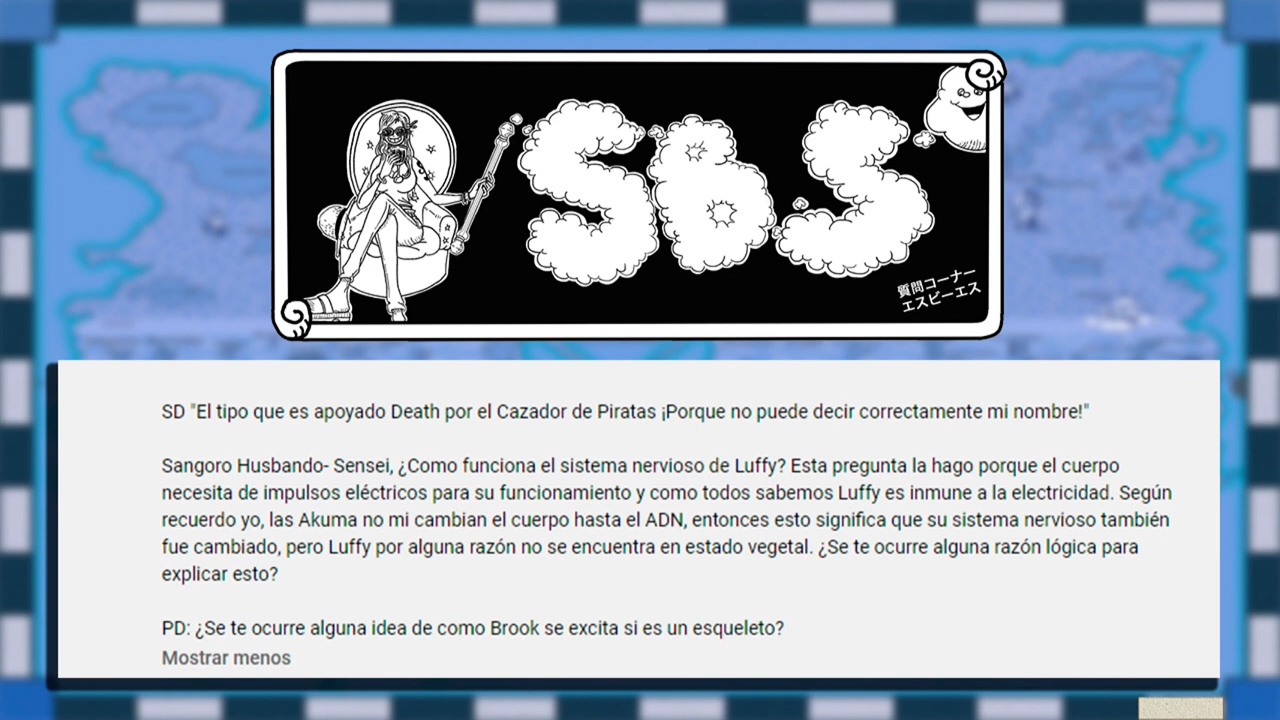 SBS
質問コーナー
エスビーエス
SD "El tipo que es apoyado Death por el Cazador de Piratas ¡Porque no puede decir correctamente mi nombre!"
Sangoro Husbando- Sensei, ¿Como funciona el sistema nervioso de Luffy? Esta pregunta la hago porque el cuerpo
necesita de impulsos eléctricos para su funcionamiento y como todos sabemos Luffy es inmune a la electricidad. Según
recuerdo yo, las Akuma no mi cambian el cuerpo hasta el ADN, entonces esto significa que su sistema nervioso también
fue cambiado, pero Luffy por alguna razón no se encuentra en estado vegetal. ¿Se te ocurre alguna razón lógica para
explicar esto?
PD: ¿Se te ocurre alguna idea de como Brook se excita si es un esqueleto?
Mostrar menos